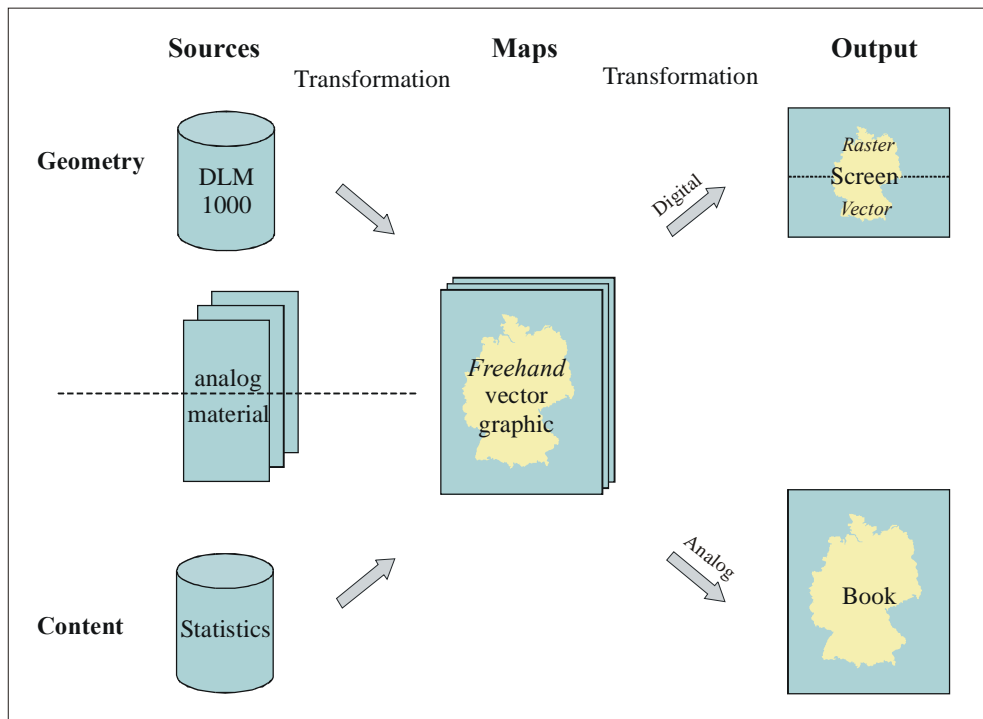 Sources
Maps
Output
Transformation
Transformation
Geometry
DLM
1000
Digital
Raster
Screen
Vector
analog
material
Freehand
vector
graphic
Analog
Content
Statistics
Book